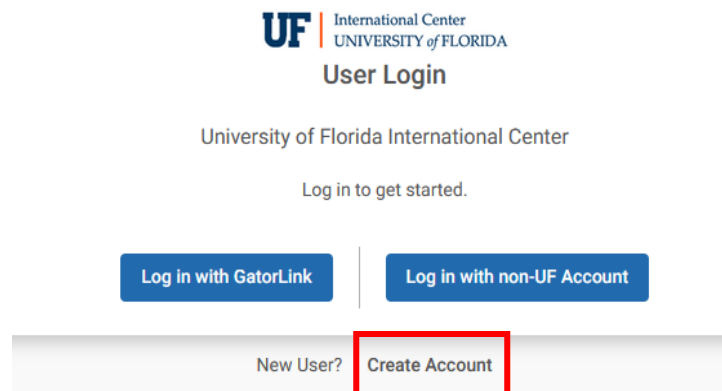 UF International Center
UNIVERSITY of FLORIDA
User Login
University of Florida International Center
Log in to get started.
Log in with GatorLink Log in with non-UF Account
New User? Create Account